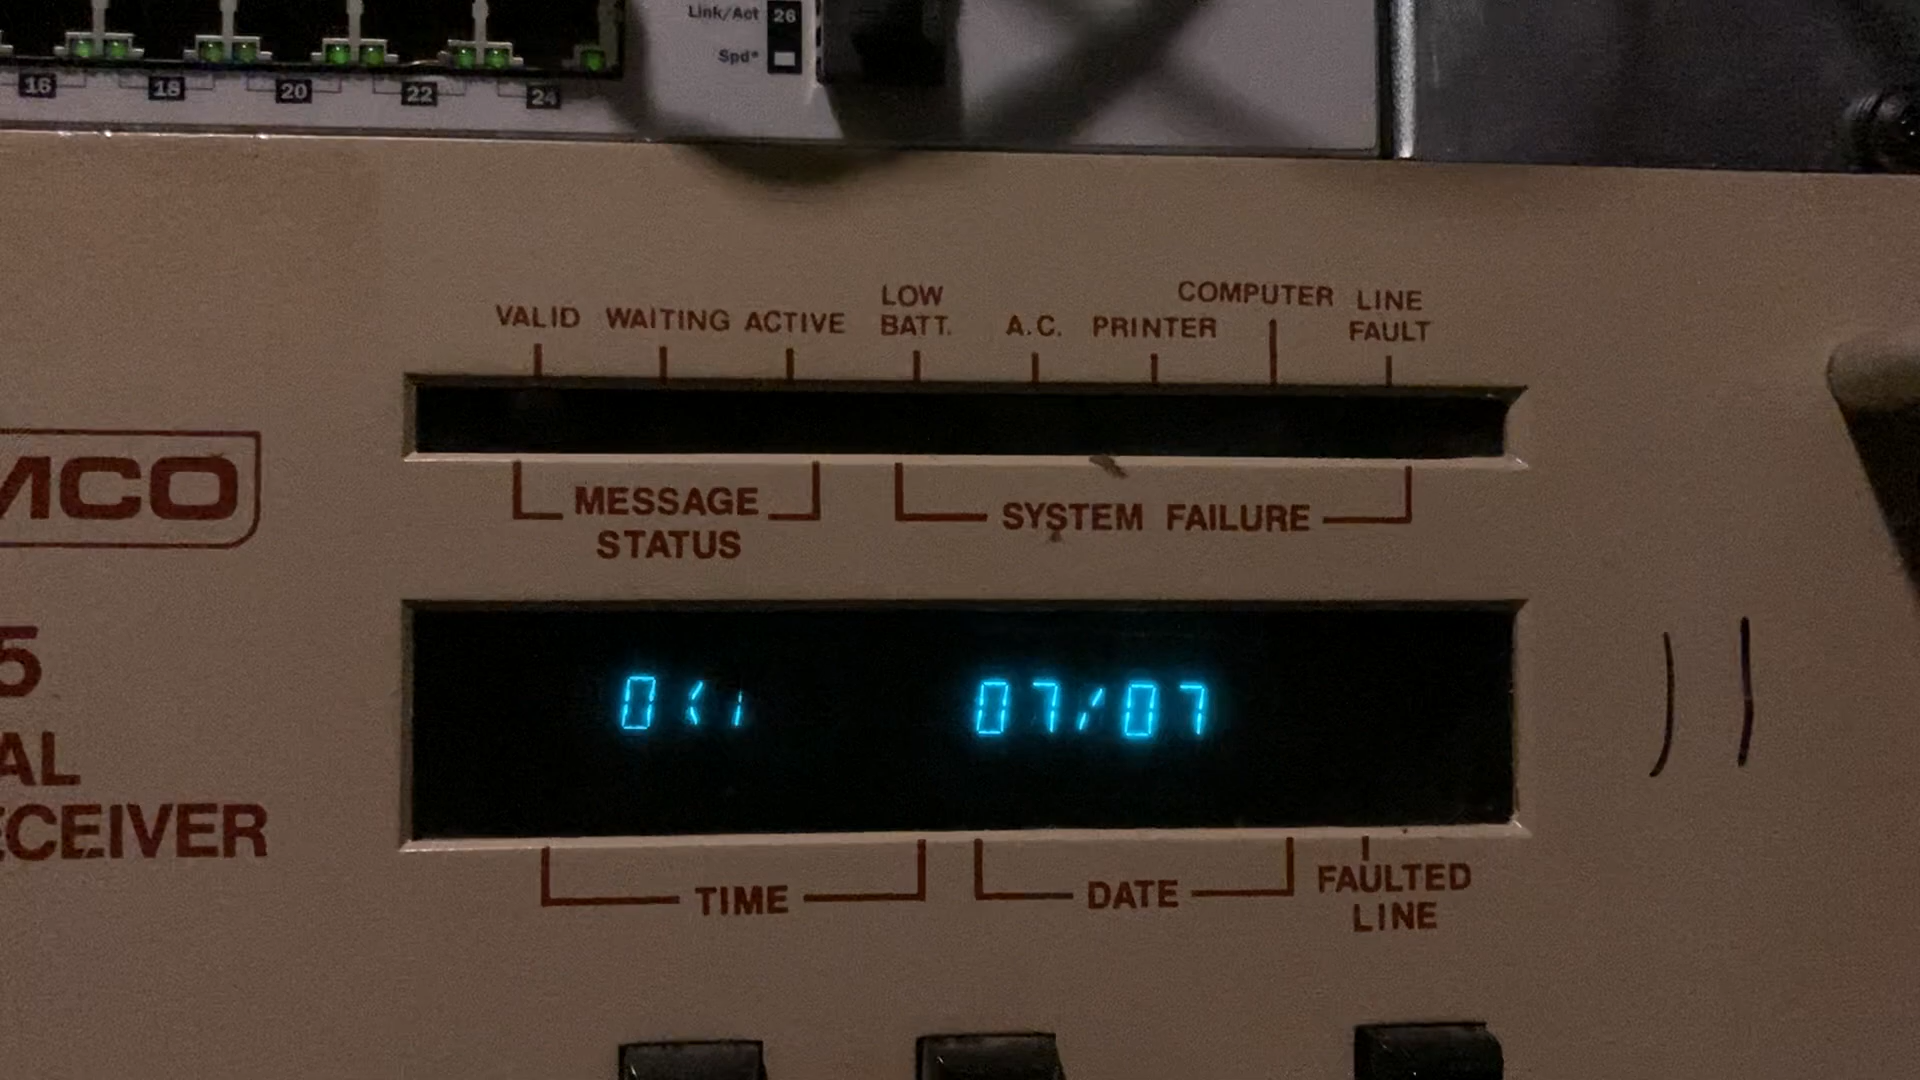 Link/Act 26
Spd*
16 18 20 22 24
VALID WAITING ACTIVE LOW BATT. A.C. PRINTER COMPUTER LINE FAULT
MCO
MESSAGE STATUS
SYSTEM FAILURE
5
AL
ECEIVER
07/07
TIME
DATE
FAULTED LINE